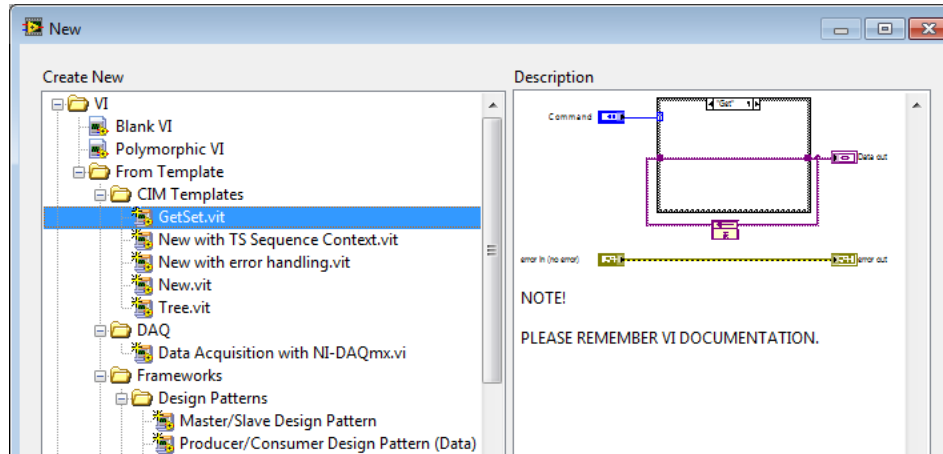 New
Create New
VI
Blank VI
Polymorphic VI
From Template
CIM Templates
GetSet.vit
New with TS Sequence Context.vit
New with error handling.vit
New.vit
Tree.vit
DAQ
Data Acquisition with NI-DAQmx.vi
Frameworks
Design Patterns
Master/Slave Design Pattern
Producer/Consumer Design Pattern (Data)
Description
"Get"
Command
Data out
error in (no error)
error out
NOTE!
PLEASE REMEMBER VI DOCUMENTATION.